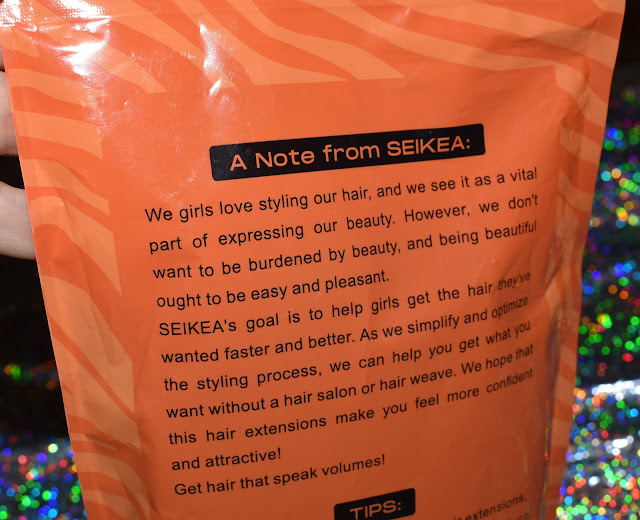 A Note from SEIKEA:
We girls love styling our hair, and we see it as a vital
part of expressing our beauty. However, we don't
want to be burdened by beauty, and being beautiful
ought to be easy and pleasant.
SEIKEA's goal is to help girls get the hair they've
wanted faster and better. As we simplify and optimize
the styling process, we can help you get what you
want without a hair salon or hair weave. We hope that
this hair extensions make you feel more confident
and attractive!
Get hair that speak volumes!
TIPS:
extensions,